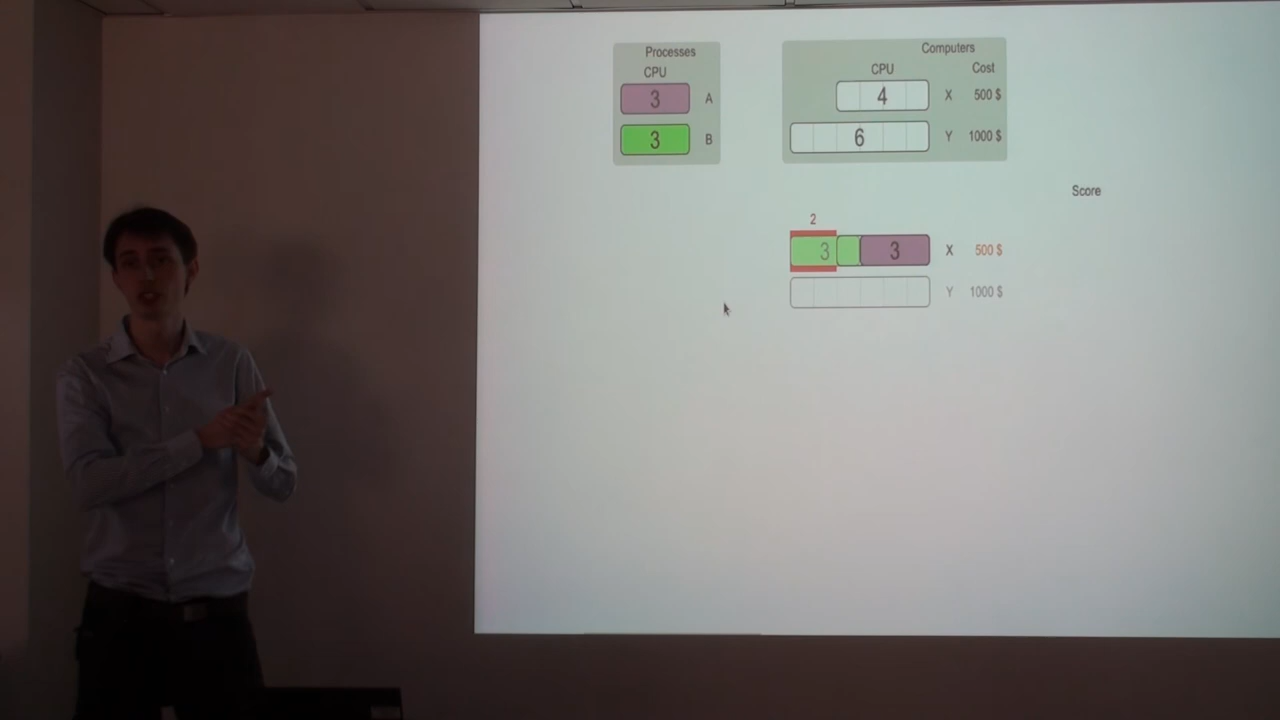 Processes
CPU
3 A
3 B
Computers
CPU Cost
4 X 500 $
6 Y 1000 $
Score
2
3 3 X 500 $
Y 1000 $